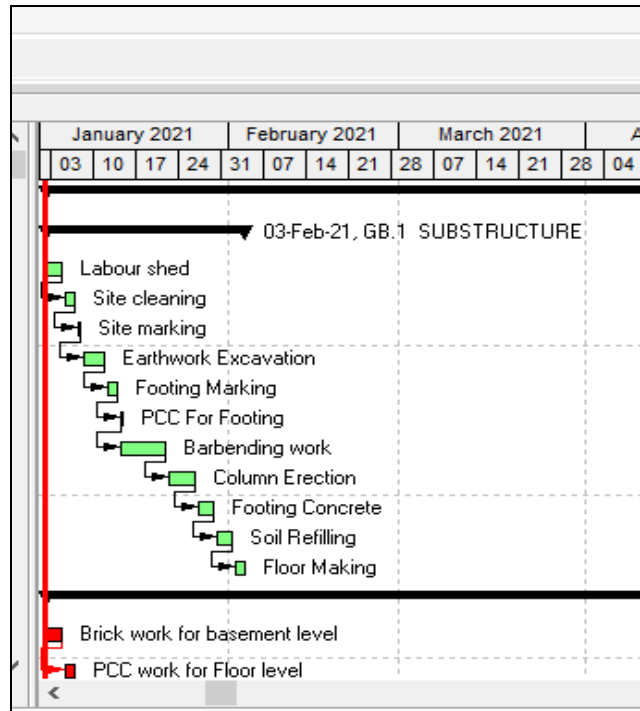 January 2021 February 2021 March 2021 A
03 10 17 24 31 07 14 21 28 07 14 21 28 04
03-Feb-21, GB.1 SUBSTRUCTURE
Labour shed
Site cleaning
Site marking
Earthwork Excavation
Footing Marking
PCC For Footing
Barbending work
Column Erection
Footing Concrete
Soil Refilling
Floor Making
Brick work for basement level
PCC work for Floor level